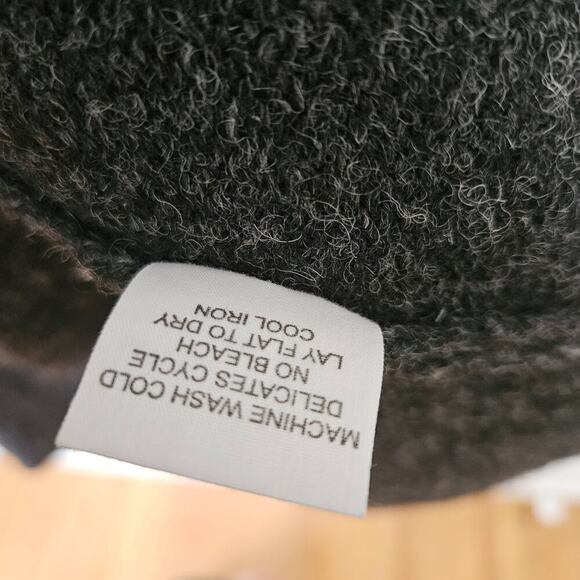 MACHINE WASH COLD
DELICATES CYCLE
NO BLEACH
LAY FLAT TO DRY
COOL IRON